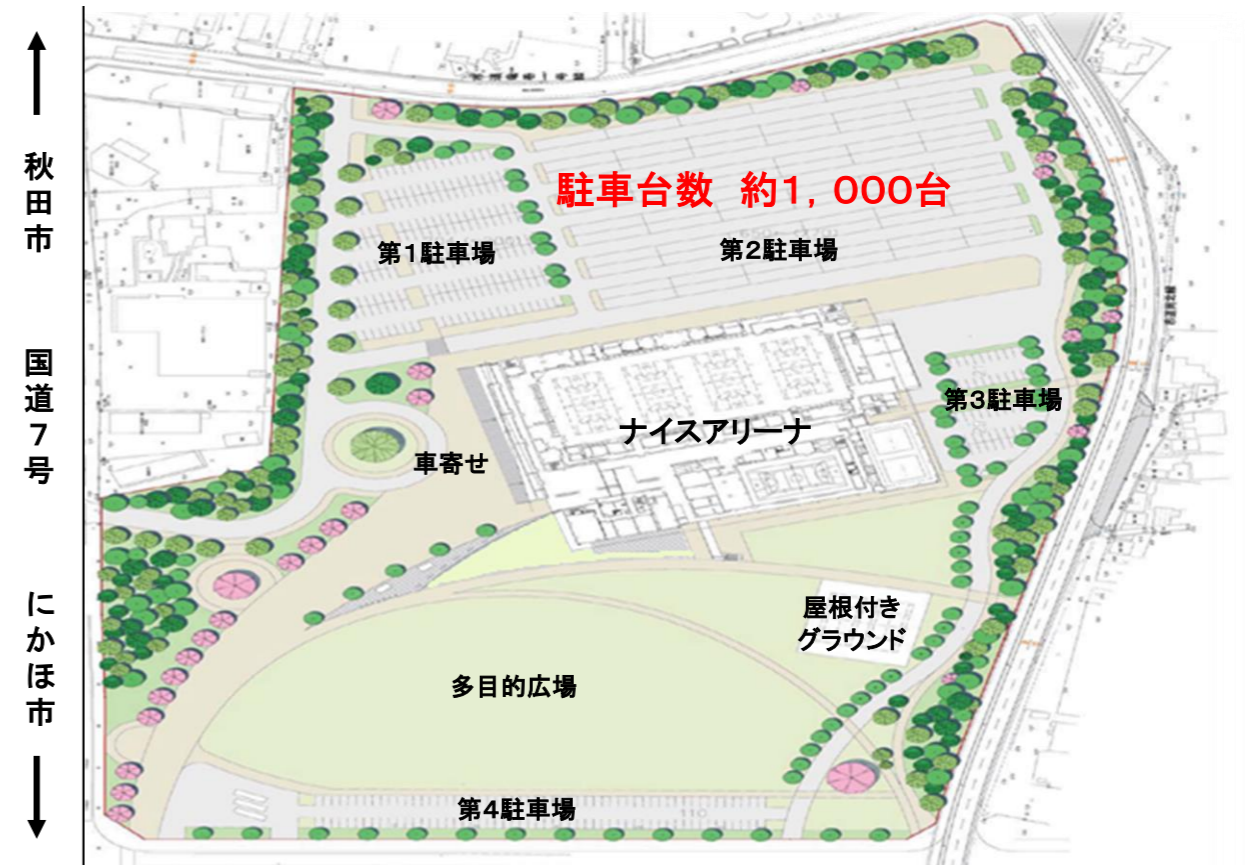 秋田市
国道7号
にかほ市
駐車台数 約1,000台
第1駐車場
第2駐車場
第3駐車場
ナイスアリーナ
車寄せ
屋根付き
グラウンド
多目的広場
第4駐車場
110